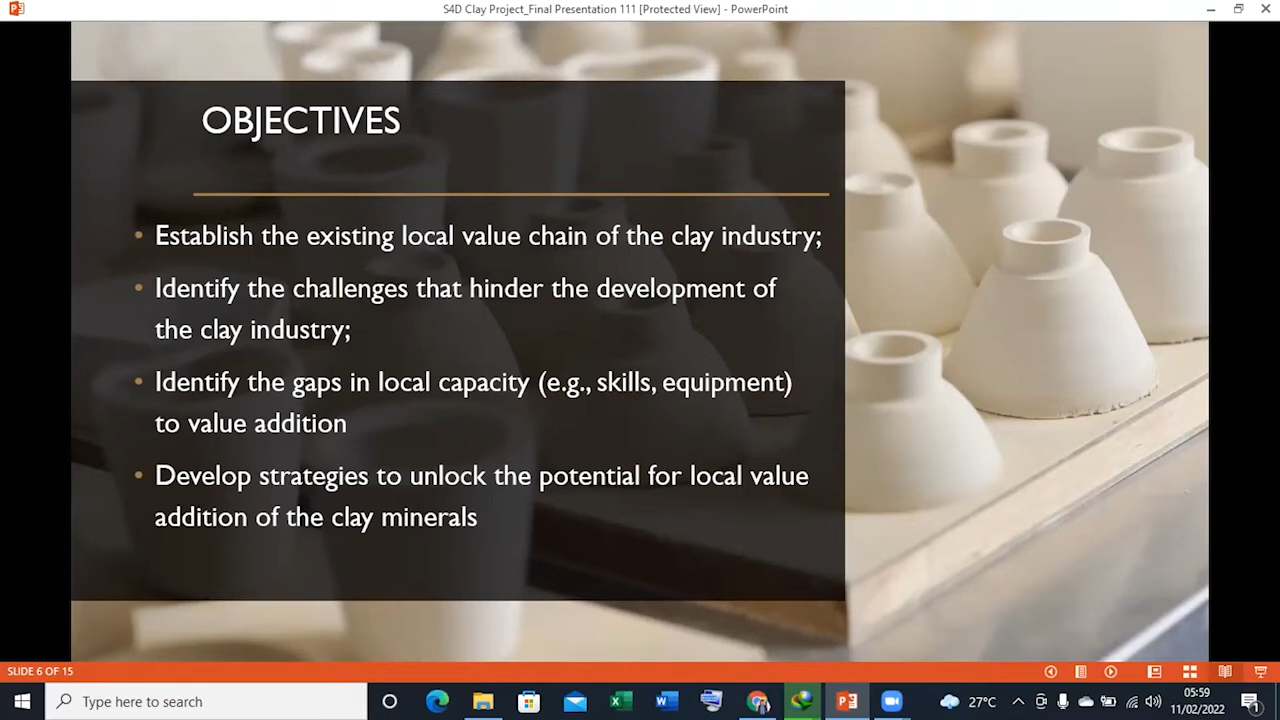 S4D Clay Project_Final Presentation 111 [Protected View] - PowerPoint
OBJECTIVES
• Establish the existing local value chain of the clay industry;
• Identify the challenges that hinder the development of
the clay industry;
• Identify the gaps in local capacity (e.g., skills, equipment)
to value addition
• Develop strategies to unlock the potential for local value
addition of the clay minerals
SLIDE 6 OF 15
Type here to search
27°C
05:59
11/02/2022
1